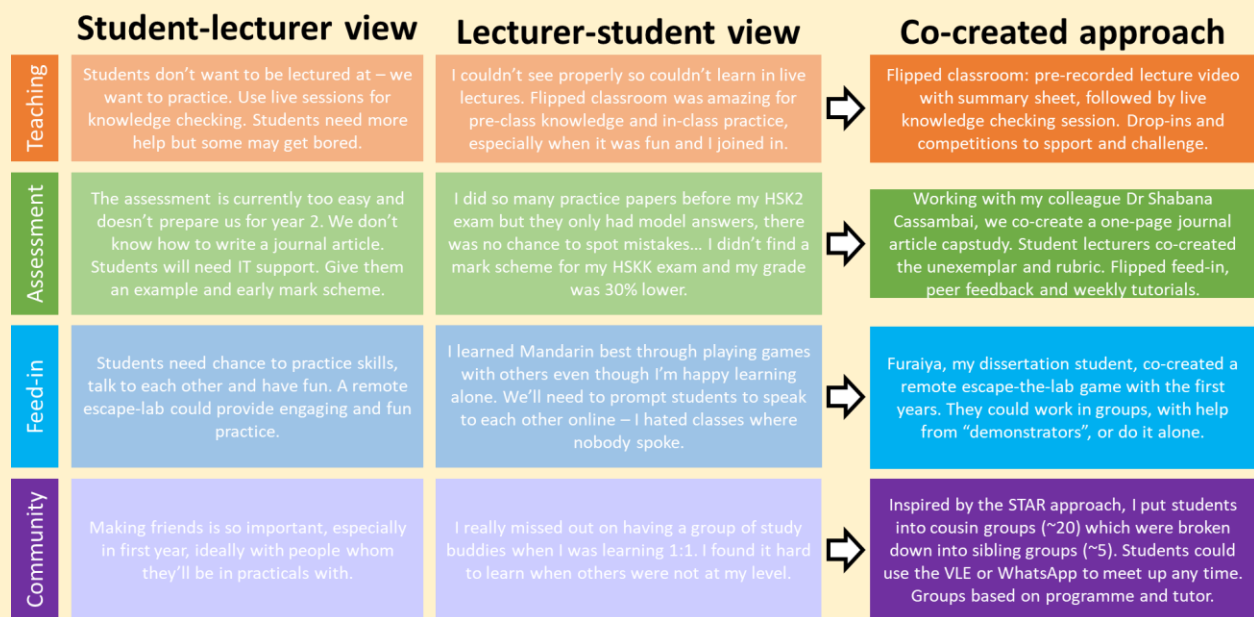 Student-lecturer view
Lecturer-student view
Co-created approach
Teaching
Students don't want to be lectured at – we
want to practice. Use live sessions for
knowledge checking. Students need more
help but some may get bored.
I couldn't see properly so couldn't learn in live
lectures. Flipped classroom was amazing for
pre-class knowledge and in-class practice,
especially when it was fun and I joined in.
Flipped classroom: pre-recorded lecture video
with summary sheet, followed by live
knowledge checking session. Drop-ins and
competitions to spport and challenge.
Assessment
The assessment is currently too easy and
doesn't prepare us for year 2. We don't
know how to write a journal article.
Students will need IT support. Give them
an example and early mark scheme.
I did so many practice papers before my HSK2
exam but they only had model answers, there
was no chance to spot mistakes... I didn't find a
mark scheme for my HSKK exam and my grade
was 30% lower.
Working with my colleague Dr Shabana
Cassambai, we co-create a one-page journal
article capstudy. Student lecturers co-created
the unexemplar and rubric. Flipped feed-in,
peer feedback and weekly tutorials.
Feed-in
Students need chance to practice skills,
talk to each other and have fun. A remote
escape-lab could provide engaging and fun
practice.
I learned Mandarin best through playing games
with others even though I'm happy learning
alone. We'll need to prompt students to speak
to each other online – I hated classes where
nobody spoke.
Furaiya, my dissertation student, co-created a
remote escape-the-lab game with the first
years. They could work in groups, with help
from "demonstrators", or do it alone.
Community
Making friends is so important, especially
in first year, ideally with people whom
they'll be in practicals with.
I really missed out on having a group of study
buddies when I was learning 1:1. I found it hard
to learn when others were not at my level.
Inspired by the STAR approach, I put students
into cousin groups (~20) which were broken
down into sibling groups (~5). Students could
use the VLE or WhatsApp to meet up any time.
Groups based on programme and tutor.